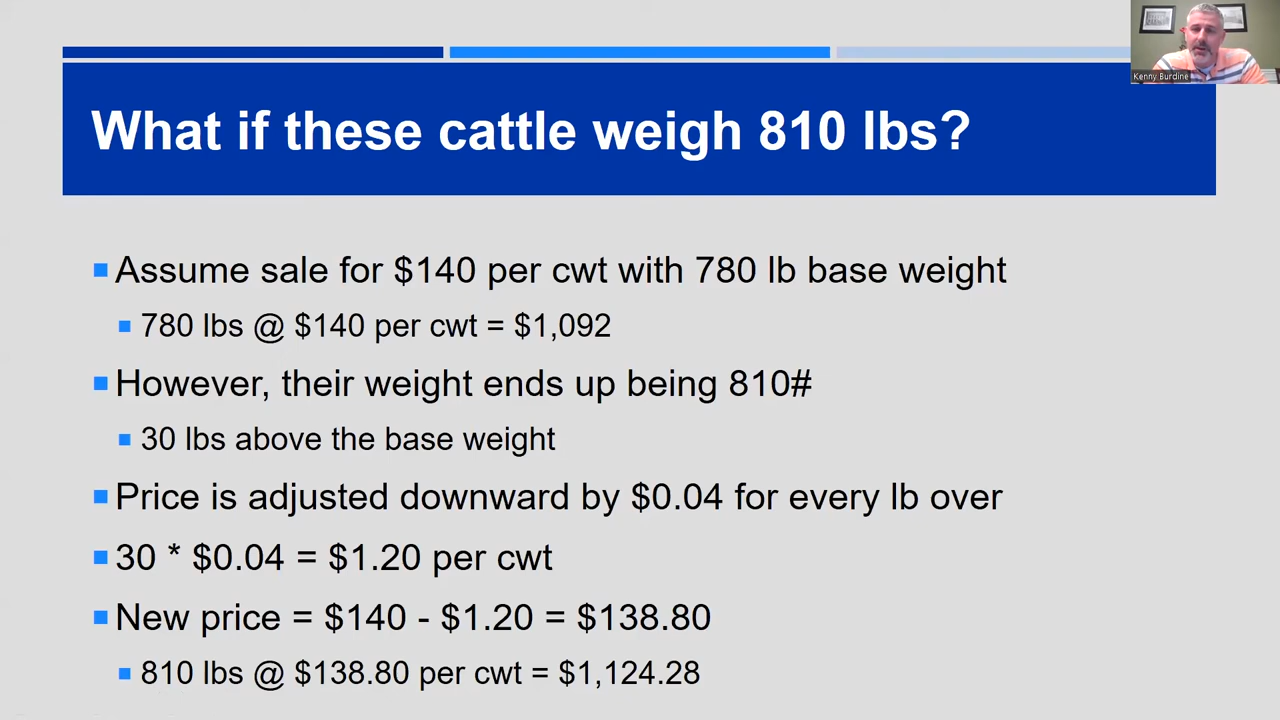 What if these cattle weigh 810 lbs?
Kenny Burdine
Assume sale for $140 per cwt with 780 lb base weight
780 lbs @ $140 per cwt = $1,092
However, their weight ends up being 810#
30 lbs above the base weight
Price is adjusted downward by $0.04 for every lb over
30 * $0.04 = $1.20 per cwt
New price = $140 - $1.20 = $138.80
810 lbs @ $138.80 per cwt = $1,124.28